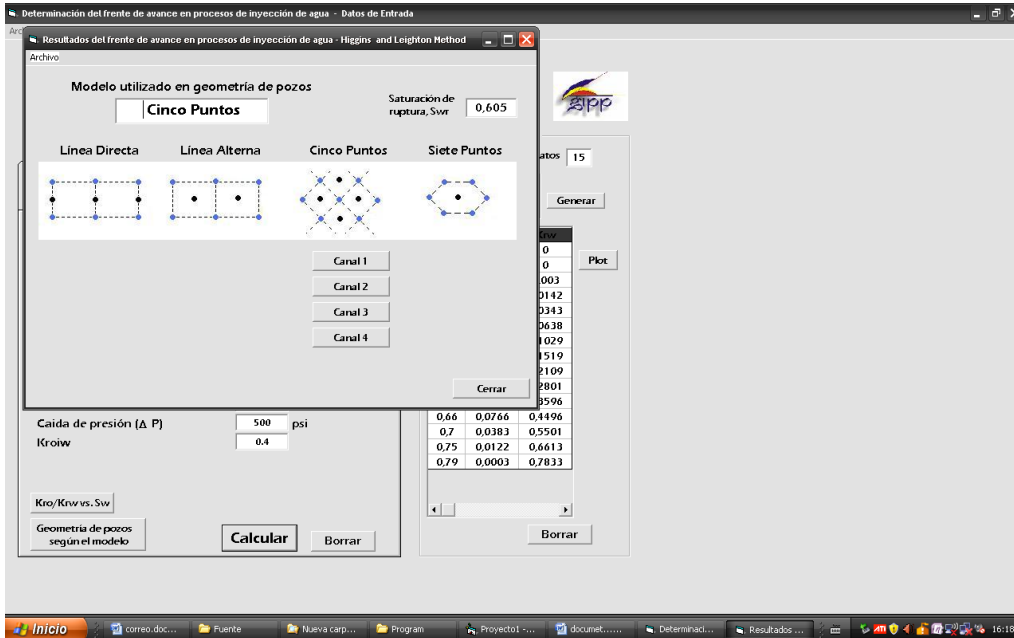 Determinación del frente de avance en procesos de inyección de agua - Datos de Entrada
Resultados del frente de avance en procesos de inyección de agua - Higgins and Leighton Method
Archivo
Modelo utilizado en geometría de pozos
Cinco Puntos
Saturación de
ruptura, Swr
0,605
zipp
Línea Directa Línea Alterna Cinco Puntos Siete Puntos
atos 15
Generar
Krw
0
0
Plot
,003
0142
0343
0638
1029
1519
2109
2801
3596
Canal 1
Canal 2
Canal 3
Canal 4
Cerrar
0,66 0,0766 0,4496
0,7 0,0383 0,5501
0,75 0,0122 0,6613
0,79 0,0003 0,7833
Caida de presión (Δ P) 500 psi
Kroiw 0.4
Kro/Krw vs. Sw
Geometría de pozos
según el modelo
Calcular
Borrar
Borrar
Inicio correo.doc... Fuente Nueva carp... Program Proyecto1 -... documet...... Determinaci... Resultados ... 16:18